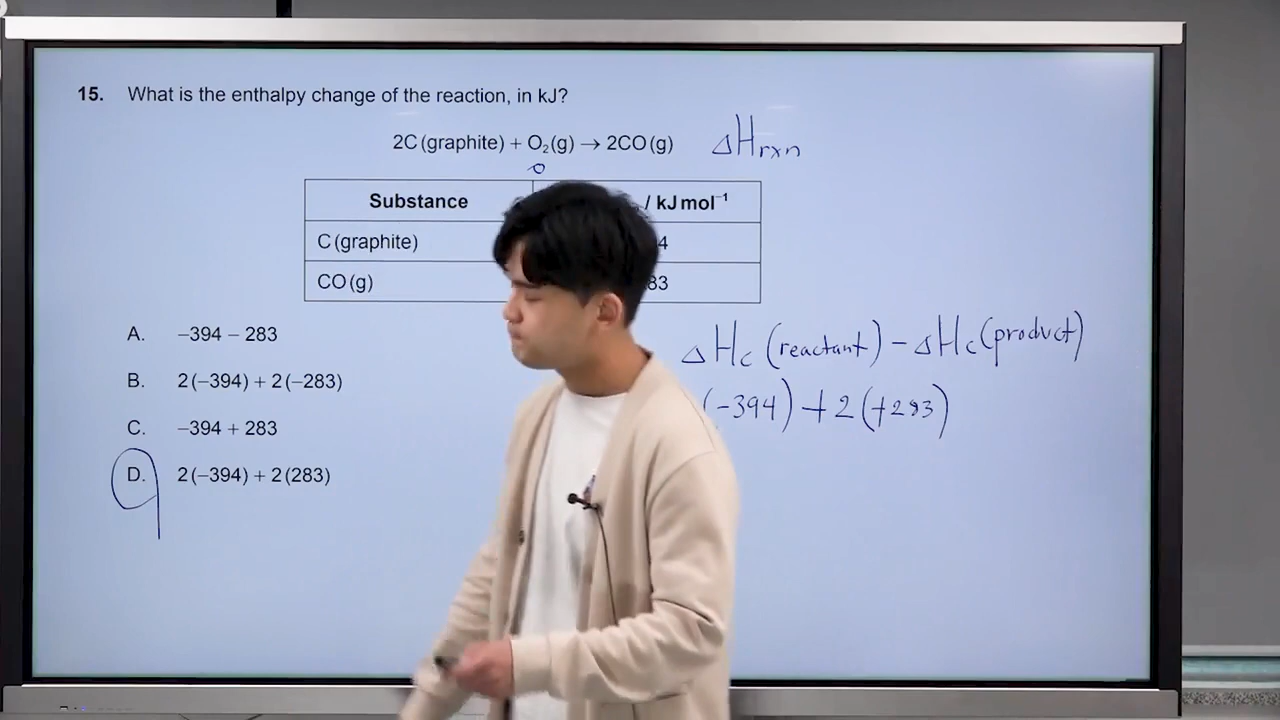 15. What is the enthalpy change of the reaction, in kJ?
2C (graphite) + O₂(g) → 2CO (g) ΔHrxn
Substance / kJ mol⁻¹
C (graphite) 4
CO (g) 83
A. −394 − 283
B. 2 (−394) + 2 (−283)
C. −394 + 283
D. 2 (−394) + 2 (283)
ΔHc (reactant) − ΔHc (product)
(−394) + 2 (+283)